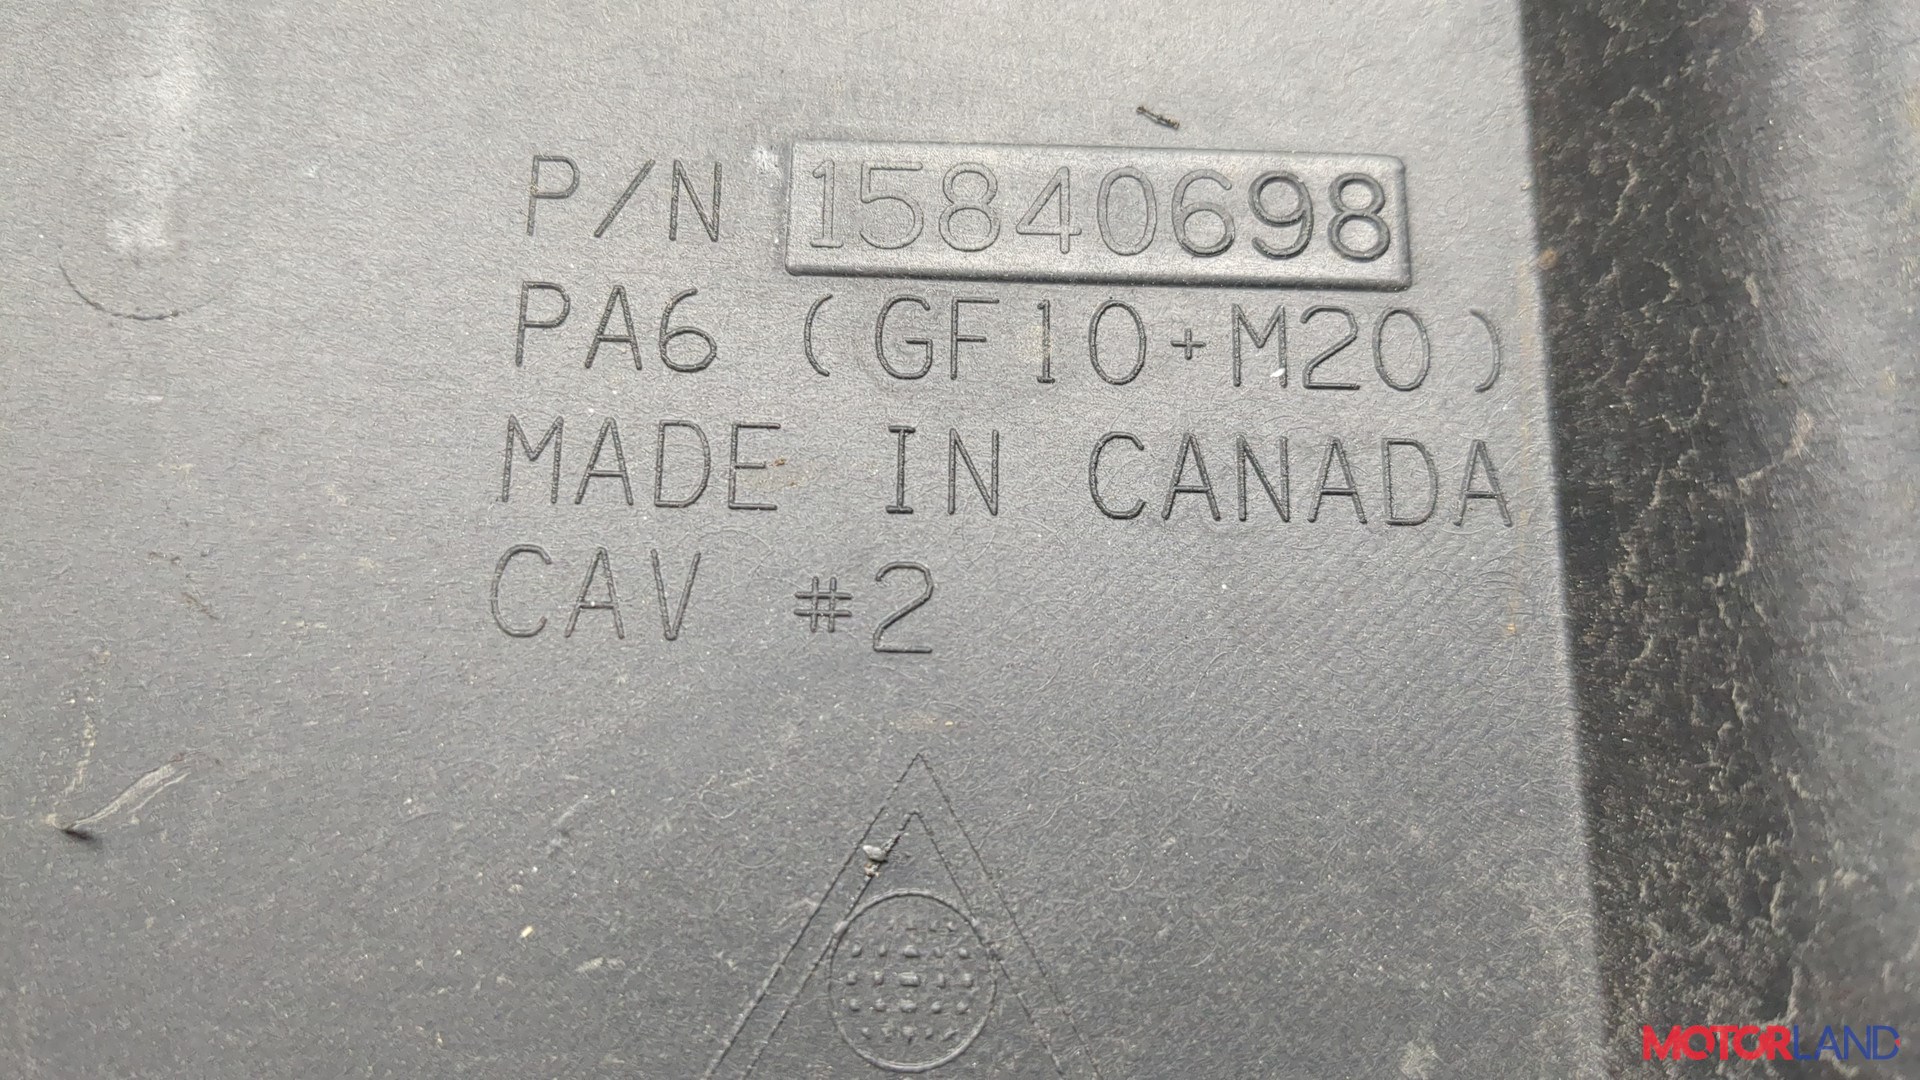 P/N 15840698
PA6 (GF10+M20)
MADE IN CANADA
CAV #2
MOTORLAND